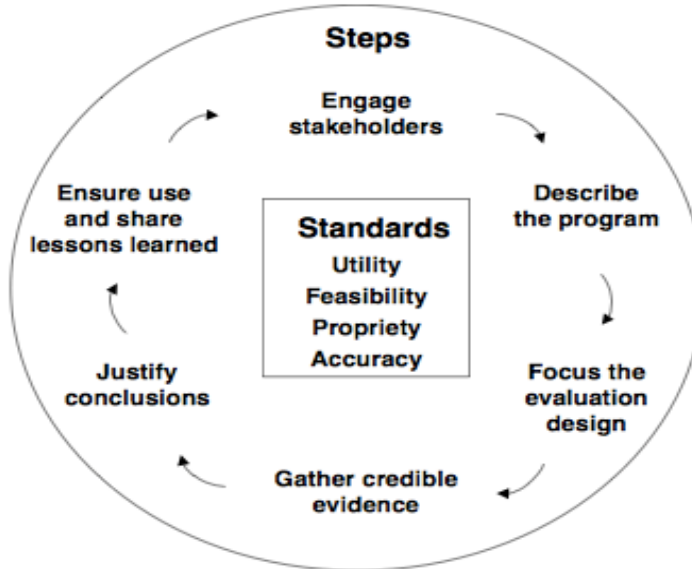 Steps
Engage
stakeholders
Describe
the program
Focus the
evaluation
design
Gather credible
evidence
Justify
conclusions
Ensure use
and share
lessons learned
Standards
Utility
Feasibility
Propriety
Accuracy